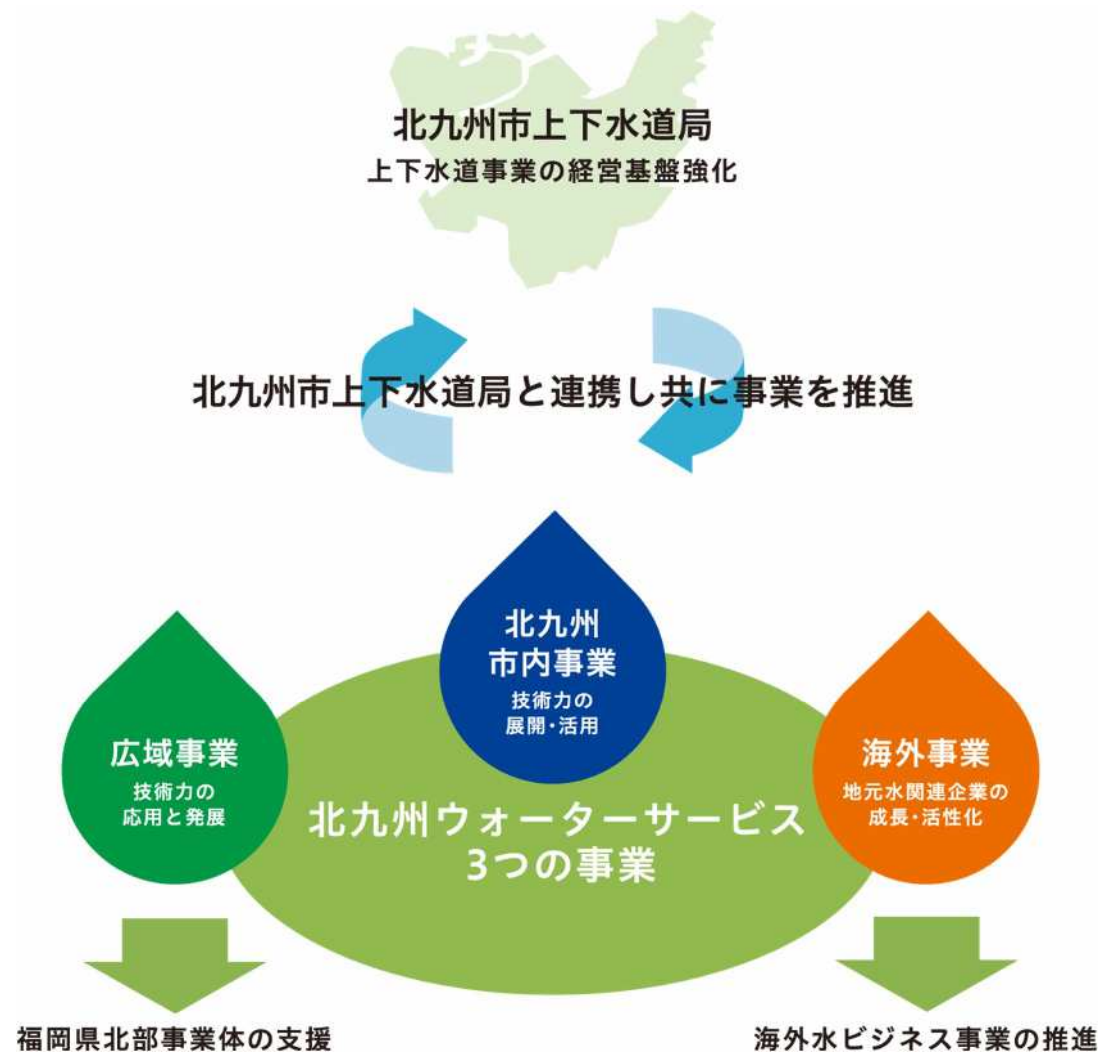 北九州市上下水道局
上下水道事業の経営基盤強化
北九州市上下水道局と連携し共に事業を推進
北九州
市内事業
技術力の
展開・活用
広域事業
技術力の
応用と発展
海外事業
地元水関連企業の
成長・活性化
北九州ウォーターサービス
3つの事業
福岡県北部事業体の支援
海外水ビジネス事業の推進